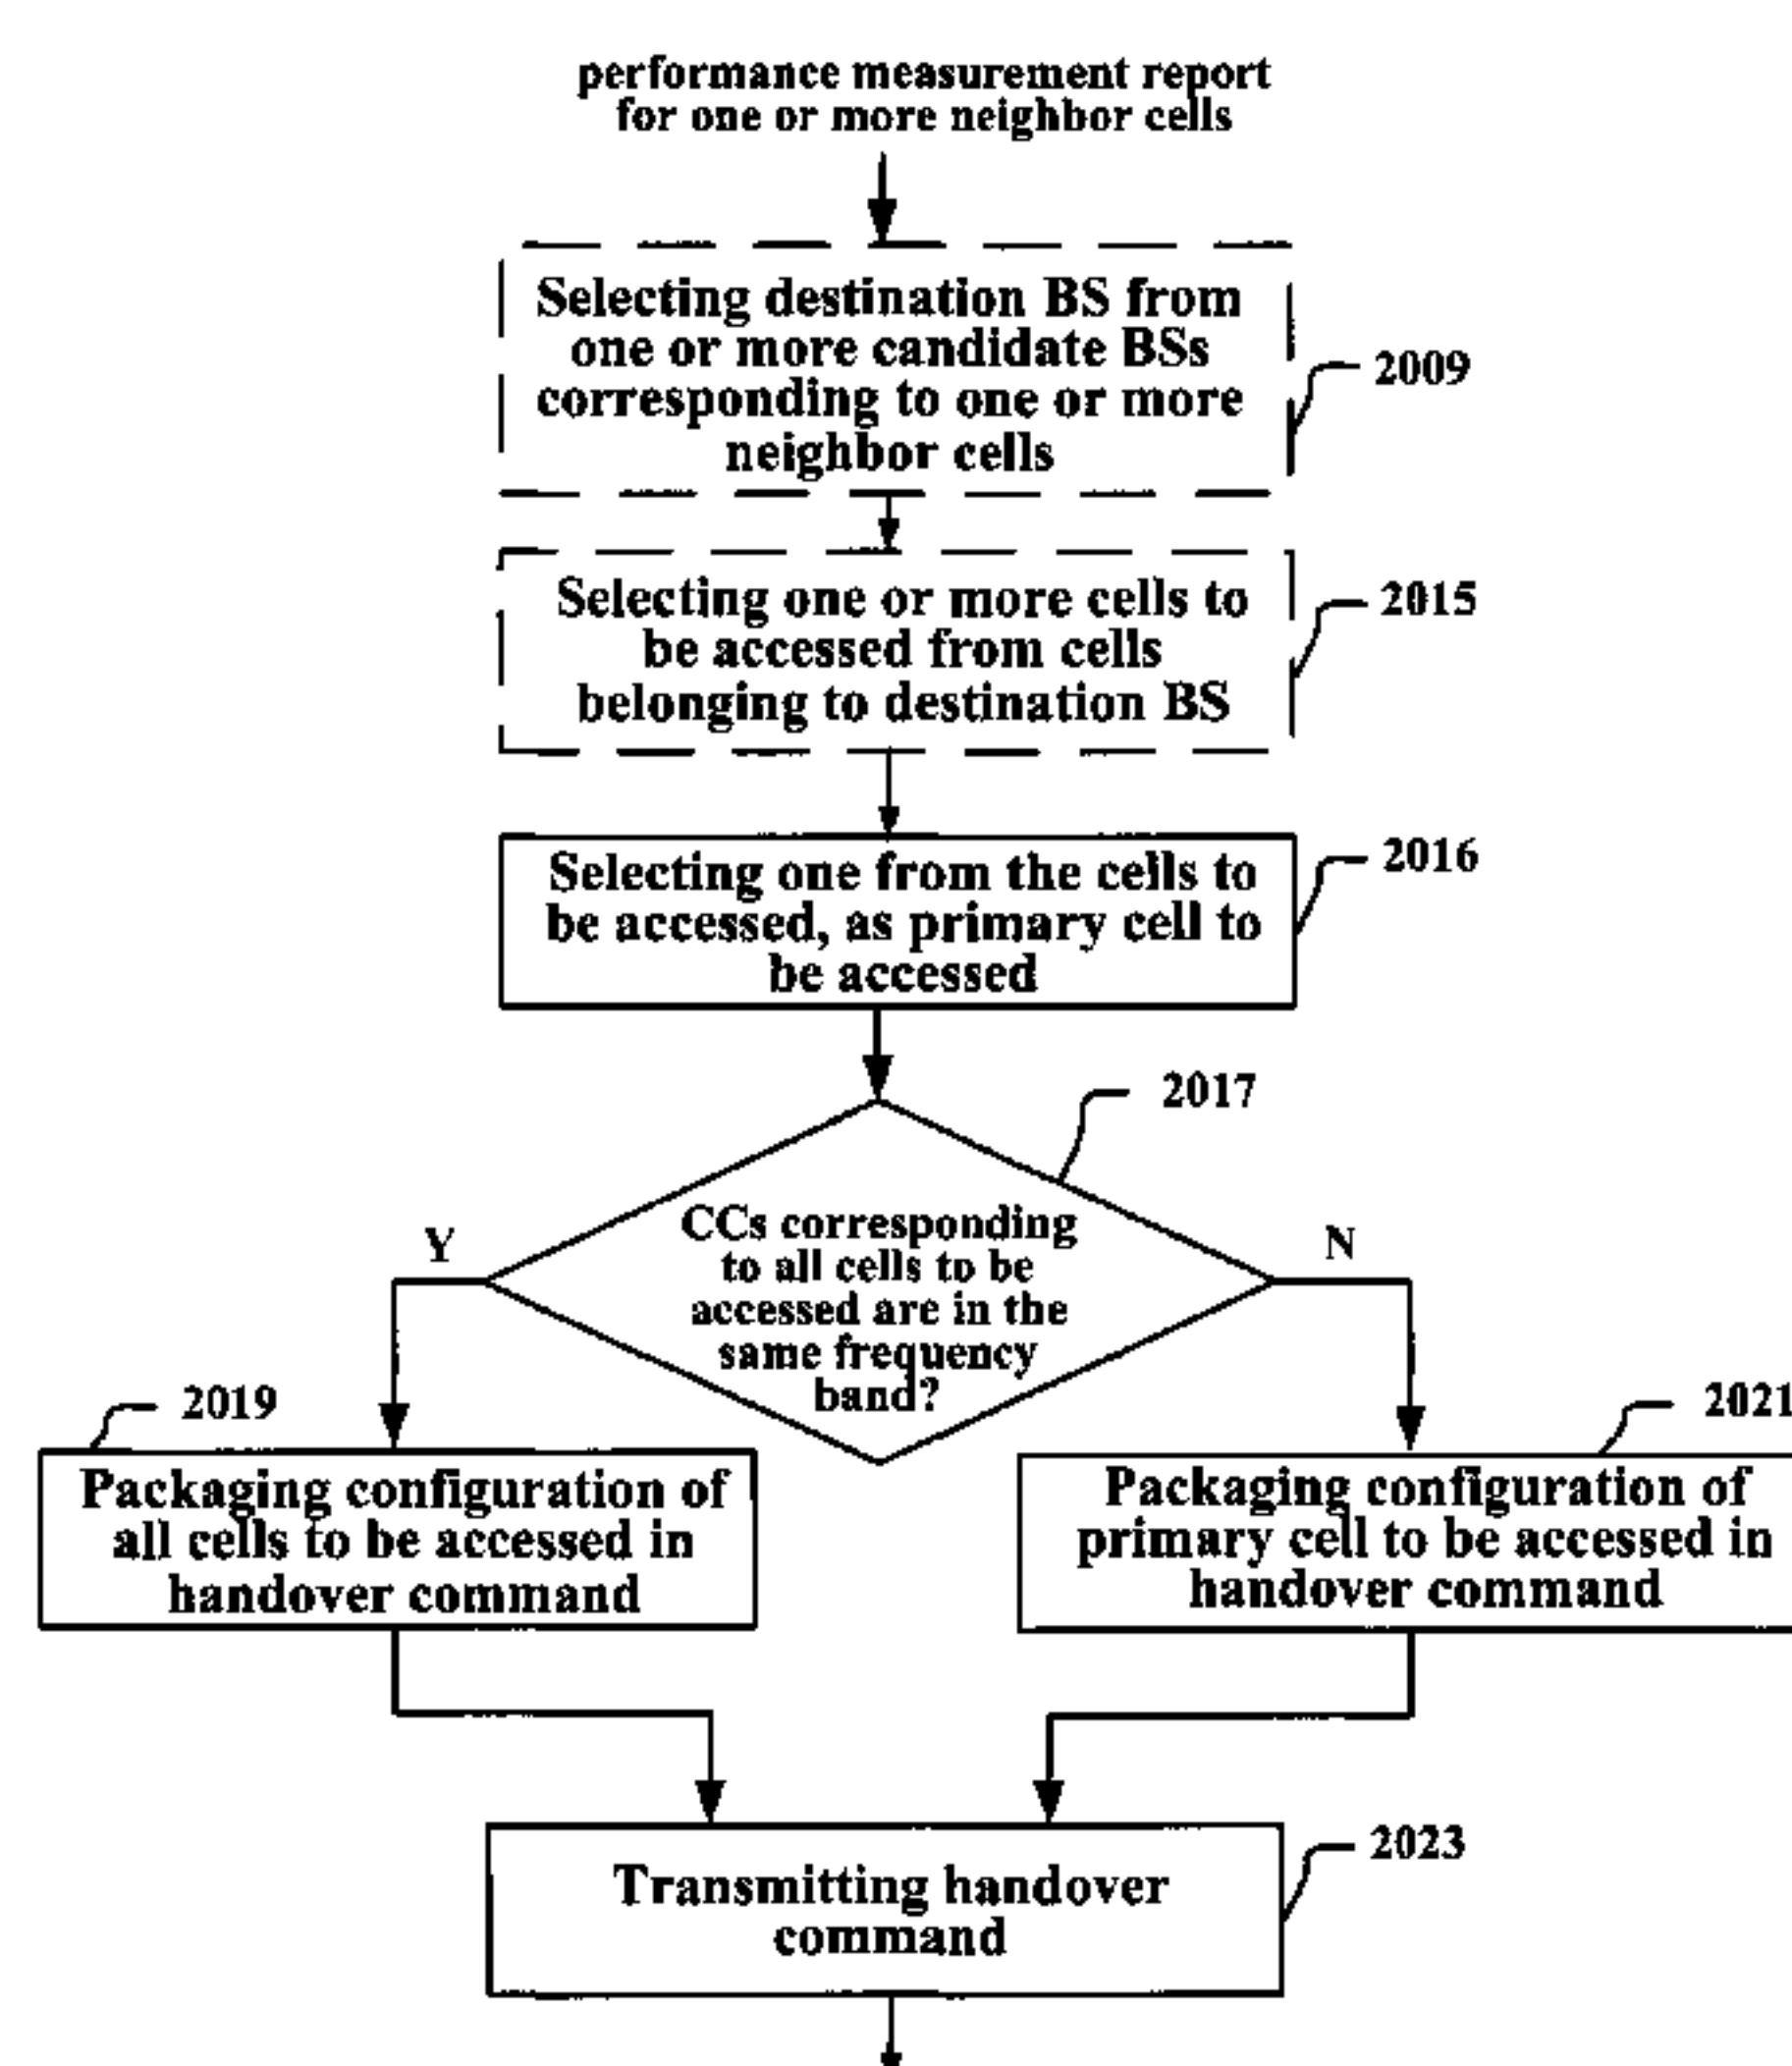 performance measurement report
for one or more neighbor cells
Selecting destination BS from
one or more candidate BSs
corresponding to one or more
neighbor cells
2009
Selecting one or more cells to
be accessed from cells
belonging to destination BS
2015
Selecting one from the cells to
be accessed, as primary cell to
be accessed
2016
2017
CCs corresponding
to all cells to be
accessed are in the
same frequency
band?
Y
N
2019
Packaging configuration of
all cells to be accessed in
handover command
2021
Packaging configuration of
primary cell to be accessed in
handover command
Transmitting handover
command
2023